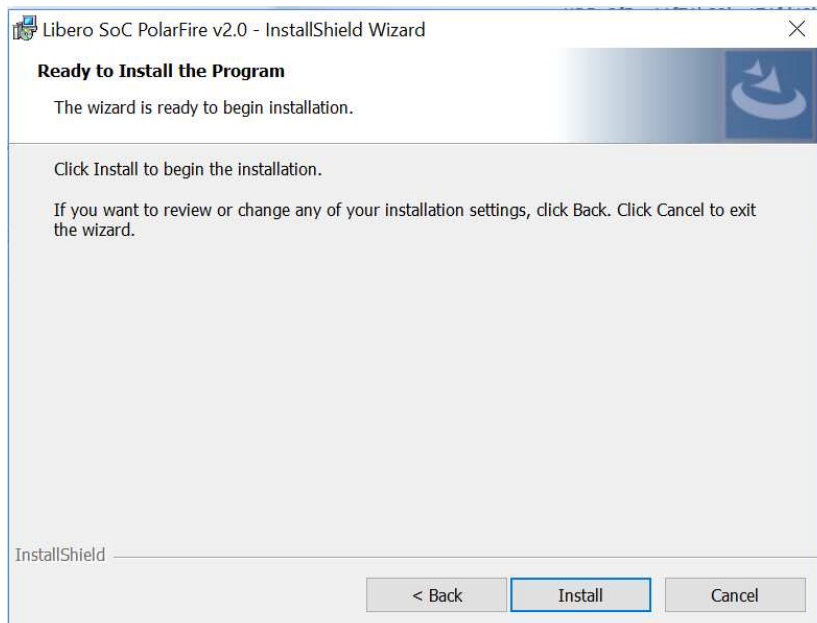 Libero SoC PolarFire v2.0 - InstallShield Wizard
Ready to Install the Program
The wizard is ready to begin installation.
Click Install to begin the installation.
If you want to review or change any of your installation settings, click Back. Click Cancel to exit
the wizard.
InstallShield
< Back
Install
Cancel